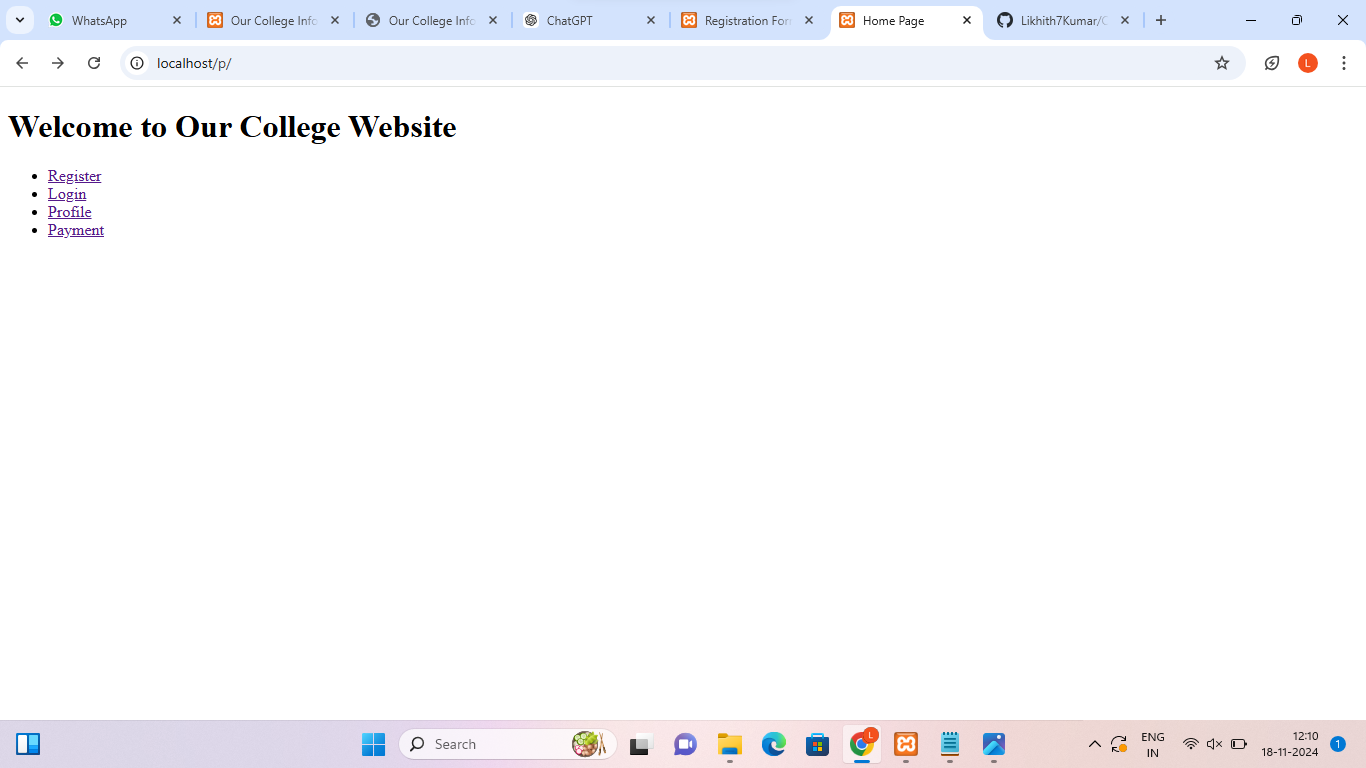 WhatsApp
Our College Info
Our College Info
ChatGPT
Registration For
Home Page
Likhith7Kumar/C
localhost/p/
L
Welcome to Our College Website
Register
Login
Profile
Payment
Search
L
ENG
IN
12:10
18-11-2024
1